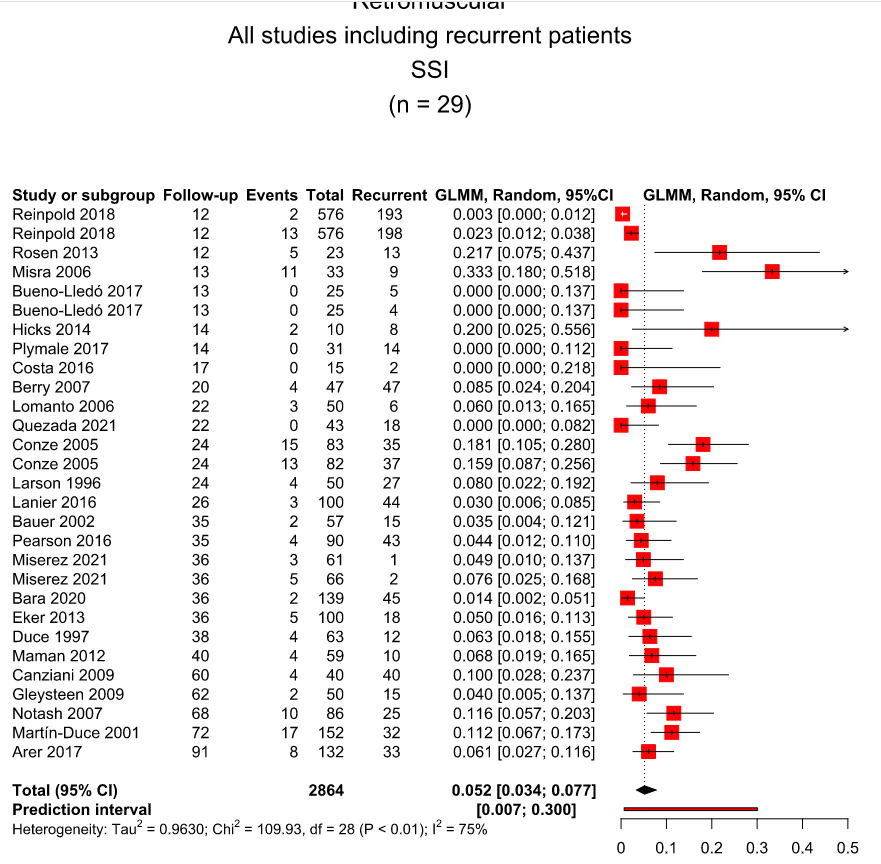 Retromuscular
All studies including recurrent patients
SSI
(n = 29)
Study or subgroup Follow-up Events Total Recurrent GLMM, Random, 95%CI GLMM, Random, 95% CI
Reinpold 2018 12 2 576 193 0.003 [0.000; 0.012]
Reinpold 2018 12 13 576 198 0.023 [0.012; 0.038]
Rosen 2013 12 5 23 13 0.217 [0.075; 0.437]
Misra 2006 13 11 33 9 0.333 [0.180; 0.518]
Bueno-Lledó 2017 13 0 25 5 0.000 [0.000; 0.137]
Bueno-Lledó 2017 13 0 25 4 0.000 [0.000; 0.137]
Hicks 2014 14 2 10 8 0.200 [0.025; 0.556]
Plymale 2017 14 0 31 14 0.000 [0.000; 0.112]
Costa 2016 17 0 15 2 0.000 [0.000; 0.218]
Berry 2007 20 4 47 47 0.085 [0.024; 0.204]
Lomanto 2006 22 3 50 6 0.060 [0.013; 0.165]
Quezada 2021 22 0 43 18 0.000 [0.000; 0.082]
Conze 2005 24 15 83 35 0.181 [0.105; 0.280]
Conze 2005 24 13 82 37 0.159 [0.087; 0.256]
Larson 1996 24 4 50 27 0.080 [0.022; 0.192]
Lanier 2016 26 3 100 44 0.030 [0.006; 0.085]
Bauer 2002 35 2 57 15 0.035 [0.004; 0.121]
Pearson 2016 35 4 90 43 0.044 [0.012; 0.110]
Miserez 2021 36 3 61 1 0.049 [0.010; 0.137]
Miserez 2021 36 5 66 2 0.076 [0.025; 0.168]
Bara 2020 36 2 139 45 0.014 [0.002; 0.051]
Eker 2013 36 5 100 18 0.050 [0.016; 0.113]
Duce 1997 38 4 63 12 0.063 [0.018; 0.155]
Maman 2012 40 4 59 10 0.068 [0.019; 0.165]
Canziani 2009 60 4 40 40 0.100 [0.028; 0.237]
Gleysteen 2009 62 2 50 15 0.040 [0.005; 0.137]
Notash 2007 68 10 86 25 0.116 [0.057; 0.203]
Martín-Duce 2001 72 17 152 32 0.112 [0.067; 0.173]
Arer 2017 91 8 132 33 0.061 [0.027; 0.116]
Total (95% CI) 2864 0.052 [0.034; 0.077]
Prediction interval [0.007; 0.300]
Heterogeneity: Tau² = 0.9630; Chi² = 109.93, df = 28 (P < 0.01); I² = 75%
0 0.1 0.2 0.3 0.4 0.5